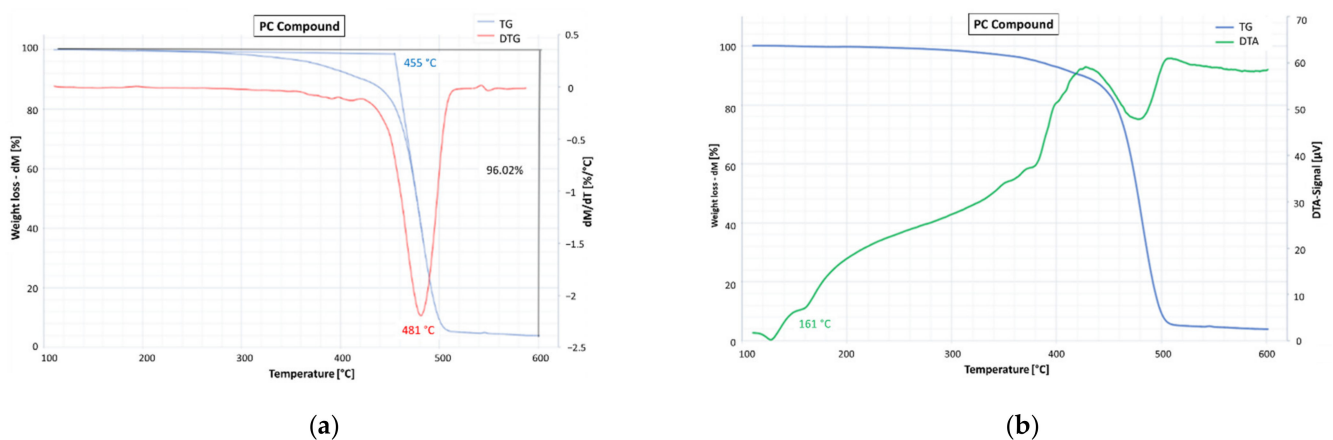 PC Compound
TG
DTG
100
80
60
40
20
0
Weight loss - dM [%]
455 °C
96.02%
481 °C
0.5
0
−0.5
−1
−1.5
−2
−2.5
dM/dT [%/°C]
100
200
300
400
500
600
Temperature [°C]
(a)
PC Compound
TG
DTA
100
80
60
40
20
0
Weight loss - dM [%]
161 °C
70
60
50
40
30
20
10
0
DTA-Signal [µV]
100
200
300
400
500
600
Temperature [°C]
(b)